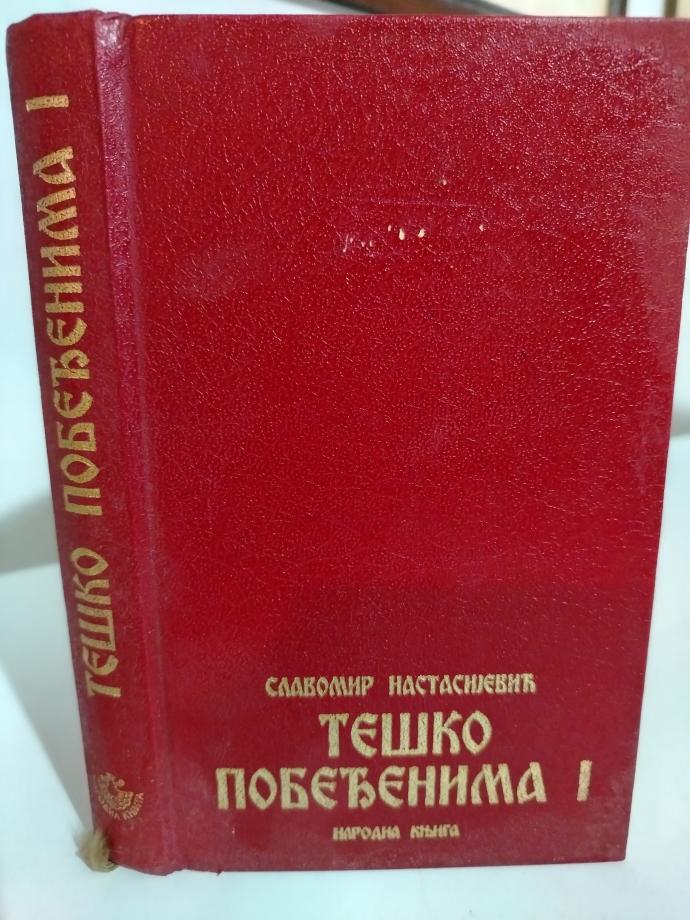 ТЕШКО ПОБЕЂЕНИМА I
СЛАВОМИР НАСТАСИЈЕВИЋ
ТЕШКО
ПОБЕЂЕНИМА I
НАРОДНА КЊИГА